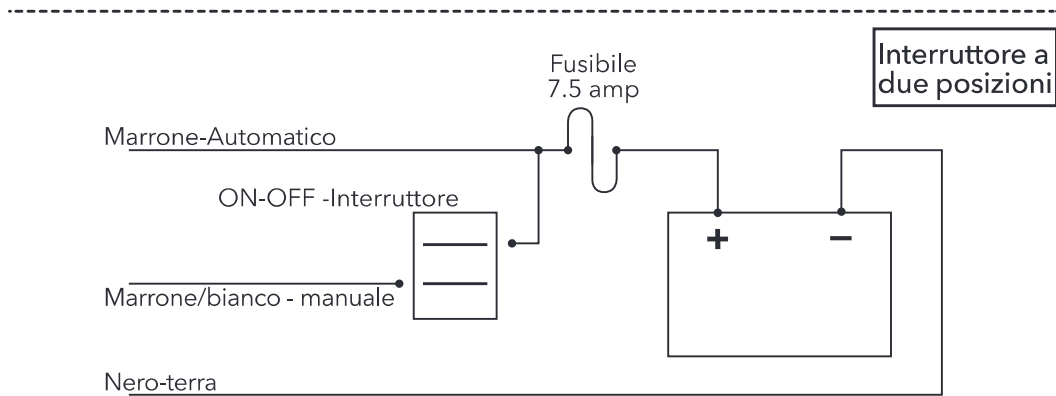 Interruttore a
due posizioni
Fusibile
7.5 amp
Marrone-Automatico
ON-OFF -Interruttore
+ −
Marrone/bianco - manuale
Nero-terra